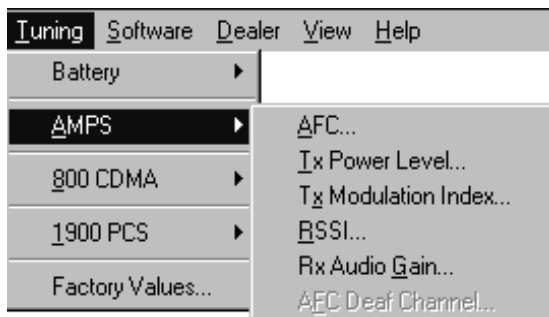 Tuning Software Dealer View Help
Battery
AMPS
800 CDMA
1900 PCS
Factory Values...
AFC...
Tx Power Level...
Tx Modulation Index...
RSSI...
Rx Audio Gain...
AFC Deaf Channel...